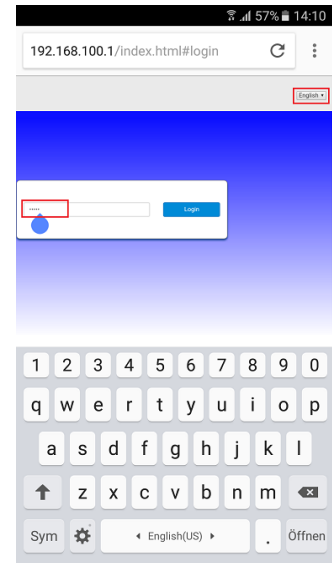 57% 14:10
192.168.100.1/index.html#login
English
Login
1 2 3 4 5 6 7 8 9 0
q w e r t y u i o p
a s d f g h j k l
z x c v b n m
Sym English(US) . Öffnen